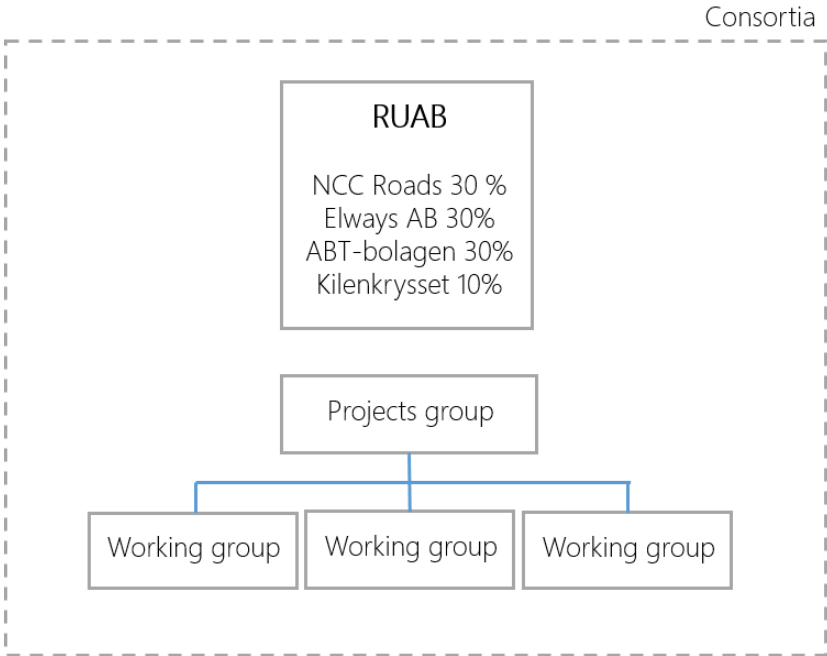 Consortia
RUAB
NCC Roads 30 %
Elways AB 30%
ABT-bolagen 30%
Kilenkrysset 10%
Projects group
Working group
Working group
Working group